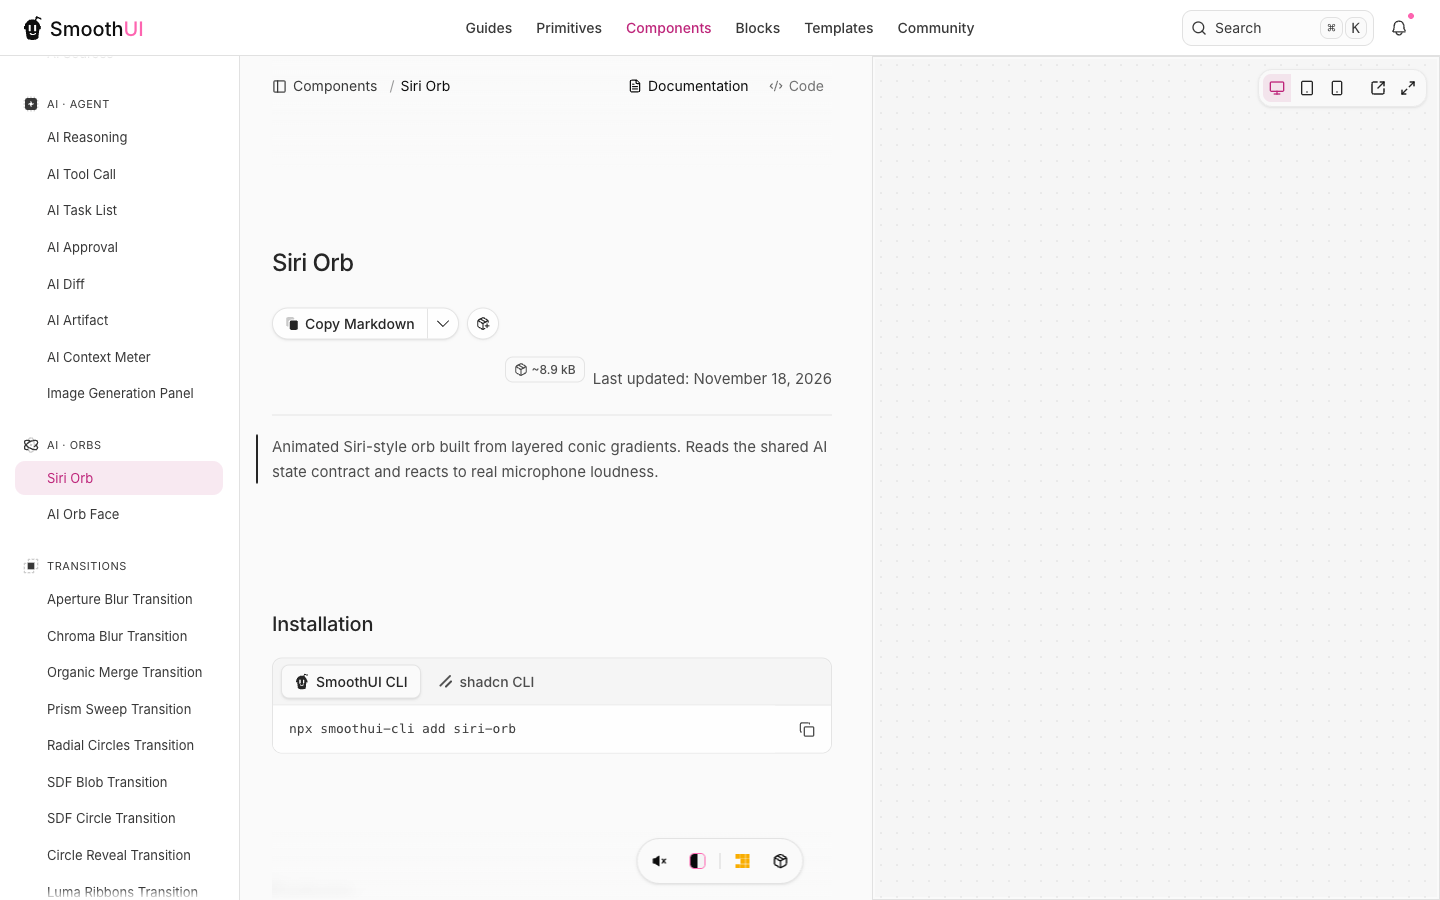 SmoothUI
Guides
Primitives
Components
Blocks
Templates
Community
Search
⌘ K
AI · AGENT
AI Reasoning
AI Tool Call
AI Task List
AI Approval
AI Diff
AI Artifact
AI Context Meter
Image Generation Panel
AI · ORBS
Siri Orb
AI Orb Face
TRANSITIONS
Aperture Blur Transition
Chroma Blur Transition
Organic Merge Transition
Prism Sweep Transition
Radial Circles Transition
SDF Blob Transition
SDF Circle Transition
Circle Reveal Transition
Luma Ribbons Transition
Components / Siri Orb
Documentation
Code
Siri Orb
Copy Markdown
~8.9 kB
Last updated: November 18, 2026
Animated Siri-style orb built from layered conic gradients. Reads the shared AI
state contract and reacts to real microphone loudness.
Installation
SmoothUI CLI
shadcn CLI
npx smoothui-cli add siri-orb